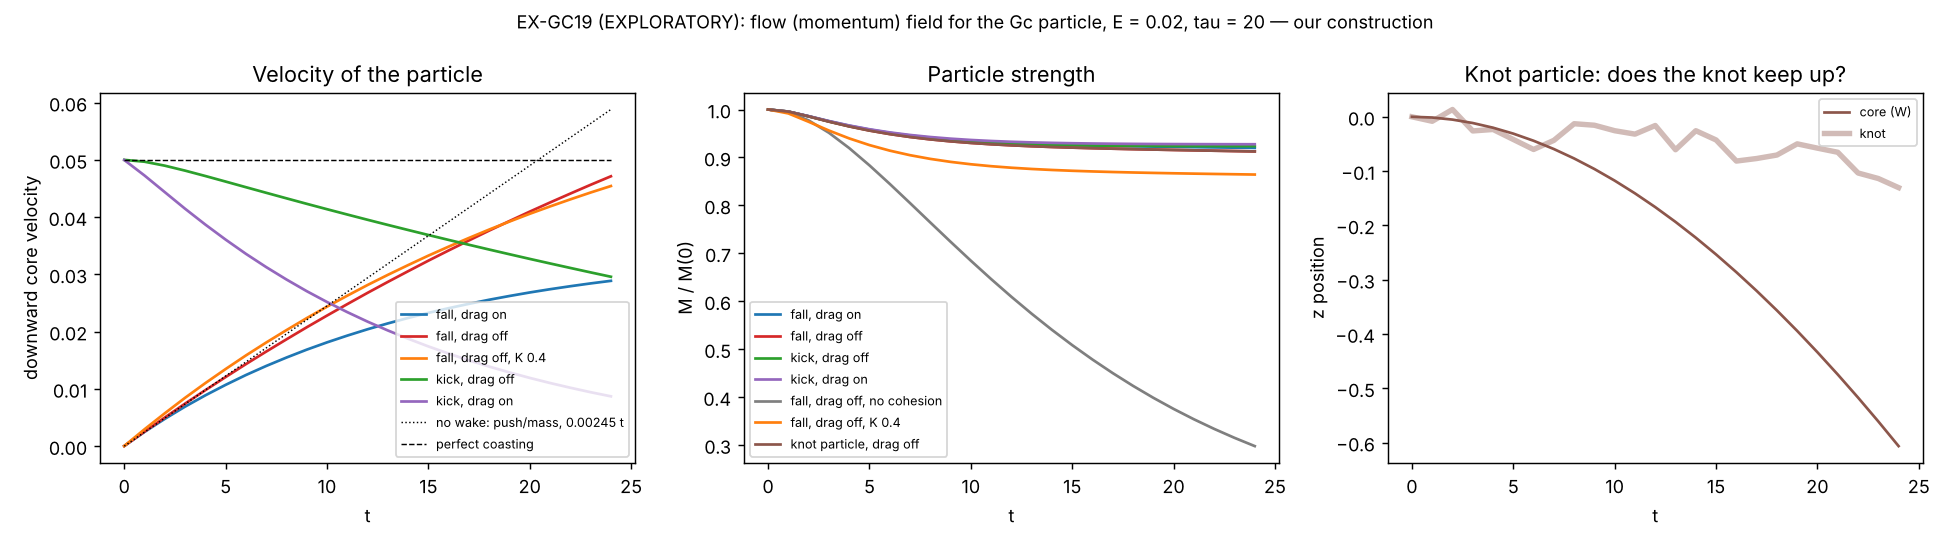 EX-GC19 (EXPLORATORY): flow (momentum) field for the Gc particle, E = 0.02, tau = 20 — our construction
Velocity of the particle
downward core velocity
0.06
0.05
0.04
0.03
0.02
0.01
0.00
fall, drag on
fall, drag off
fall, drag off, K 0.4
kick, drag off
kick, drag on
no wake: push/mass, 0.00245 t
perfect coasting
0 5 10 15 20 25
t
Particle strength
M / M(0)
1.0
0.9
0.8
0.7
0.6
0.5
0.4
0.3
fall, drag on
fall, drag off
kick, drag off
kick, drag on
fall, drag off, no cohesion
fall, drag off, K 0.4
knot particle, drag off
0 5 10 15 20 25
t
Knot particle: does the knot keep up?
z position
0.0
−0.1
−0.2
−0.3
−0.4
−0.5
−0.6
core (W)
knot
0 5 10 15 20 25
t